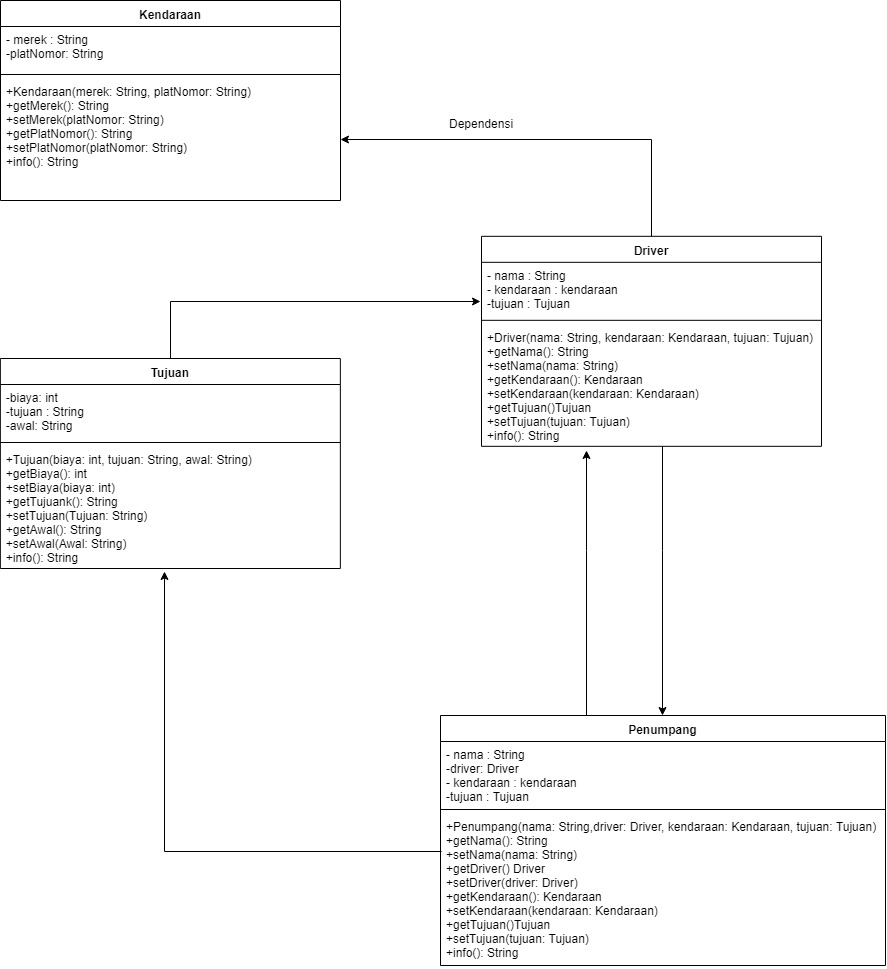 Kendaraan
- merek : String
-platNomor: String
+Kendaraan(merek: String, platNomor: String)
+getMerek(): String
+setMerek(platNomor: String)
+getPlatNomor(): String
+setPlatNomor(platNomor: String)
+info(): String
Dependensi
Driver
- nama : String
- kendaraan : kendaraan
-tujuan : Tujuan
+Driver(nama: String, kendaraan: Kendaraan, tujuan: Tujuan)
+getNama(): String
+setNama(nama: String)
+getKendaraan(): Kendaraan
+setKendaraan(kendaraan: Kendaraan)
+getTujuan()Tujuan
+setTujuan(tujuan: Tujuan)
+info(): String
Tujuan
-biaya: int
-tujuan : String
-awal: String
+Tujuan(biaya: int, tujuan: String, awal: String)
+getBiaya(): int
+setBiaya(biaya: int)
+getTujuank(): String
+setTujuan(Tujuan: String)
+getAwal(): String
+setAwal(Awal: String)
+info(): String
Penumpang
- nama : String
-driver: Driver
- kendaraan : kendaraan
-tujuan : Tujuan
+Penumpang(nama: String,driver: Driver, kendaraan: Kendaraan, tujuan: Tujuan)
+getNama(): String
+setNama(nama: String)
+getDriver() Driver
+setDriver(driver: Driver)
+getKendaraan(): Kendaraan
+setKendaraan(kendaraan: Kendaraan)
+getTujuan()Tujuan
+setTujuan(tujuan: Tujuan)
+info(): String